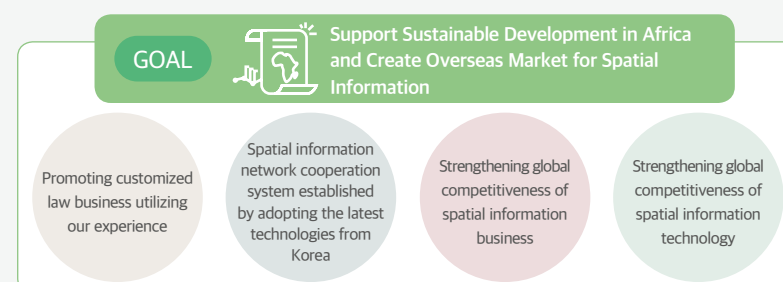 GOAL
Support Sustainable Development in Africa
and Create Overseas Market for Spatial
Information
Promoting customized
law business utilizing
our experience
Spatial information
network cooperation
system established
by adopting the latest
technologies from
Korea
Strengthening global
competitiveness of
spatial information
business
Strengthening global
competitiveness of
spatial information
technology